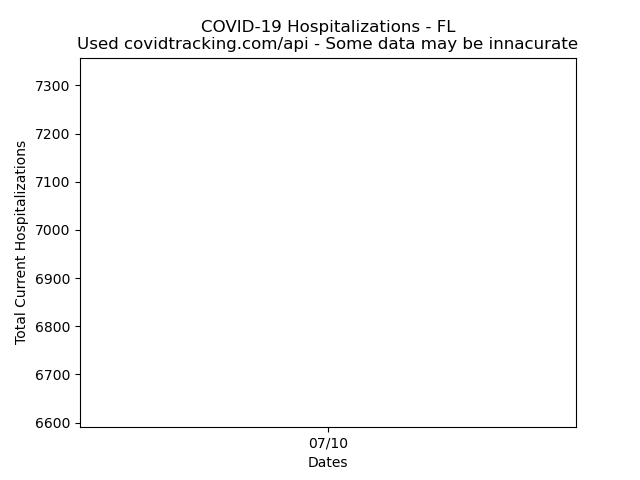 COVID-19 Hospitalizations - FL
Used covidtracking.com/api - Some data may be innacurate
7300
7200
7100
7000
6900
6800
6700
6600
Total Current Hospitalizations
07/10
Dates